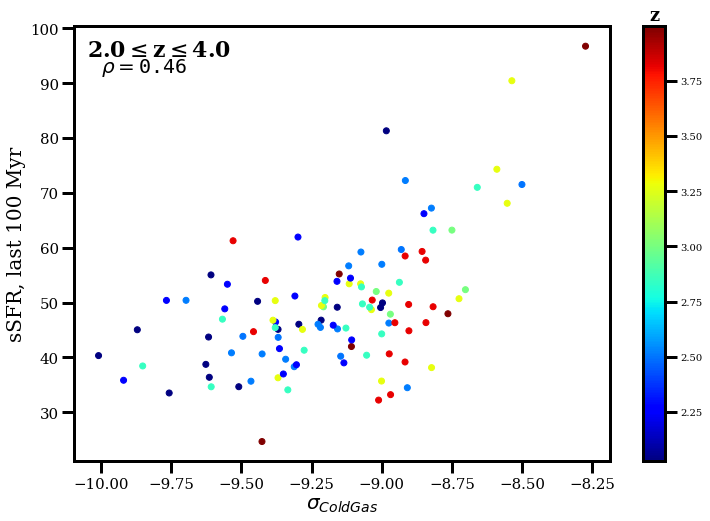 z
2.0 ≤ z ≤ 4.0
ρ = 0.46
100
90
80
70
60
50
40
30
sSFR, last 100 Myr
−10.00 −9.75 −9.50 −9.25 −9.00 −8.75 −8.50 −8.25
σ_ColdGas
3.75
3.50
3.25
3.00
2.75
2.50
2.25